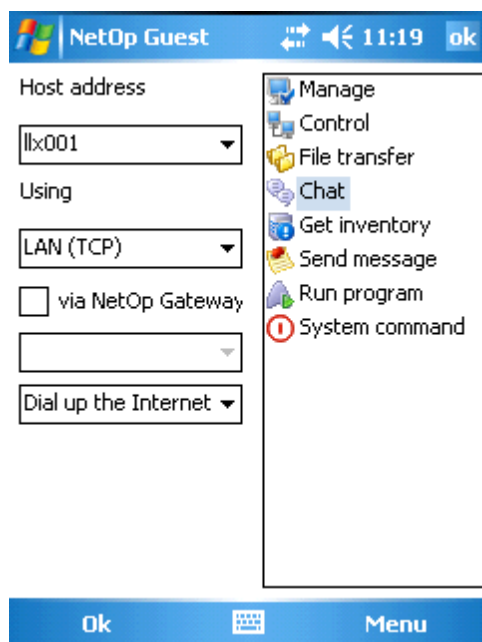 NetOp Guest 11:19 ok
Host address
llx001
Using
LAN (TCP)
via NetOp Gateway
Dial up the Internet
Manage
Control
File transfer
Chat
Get inventory
Send message
Run program
System command
Ok Menu